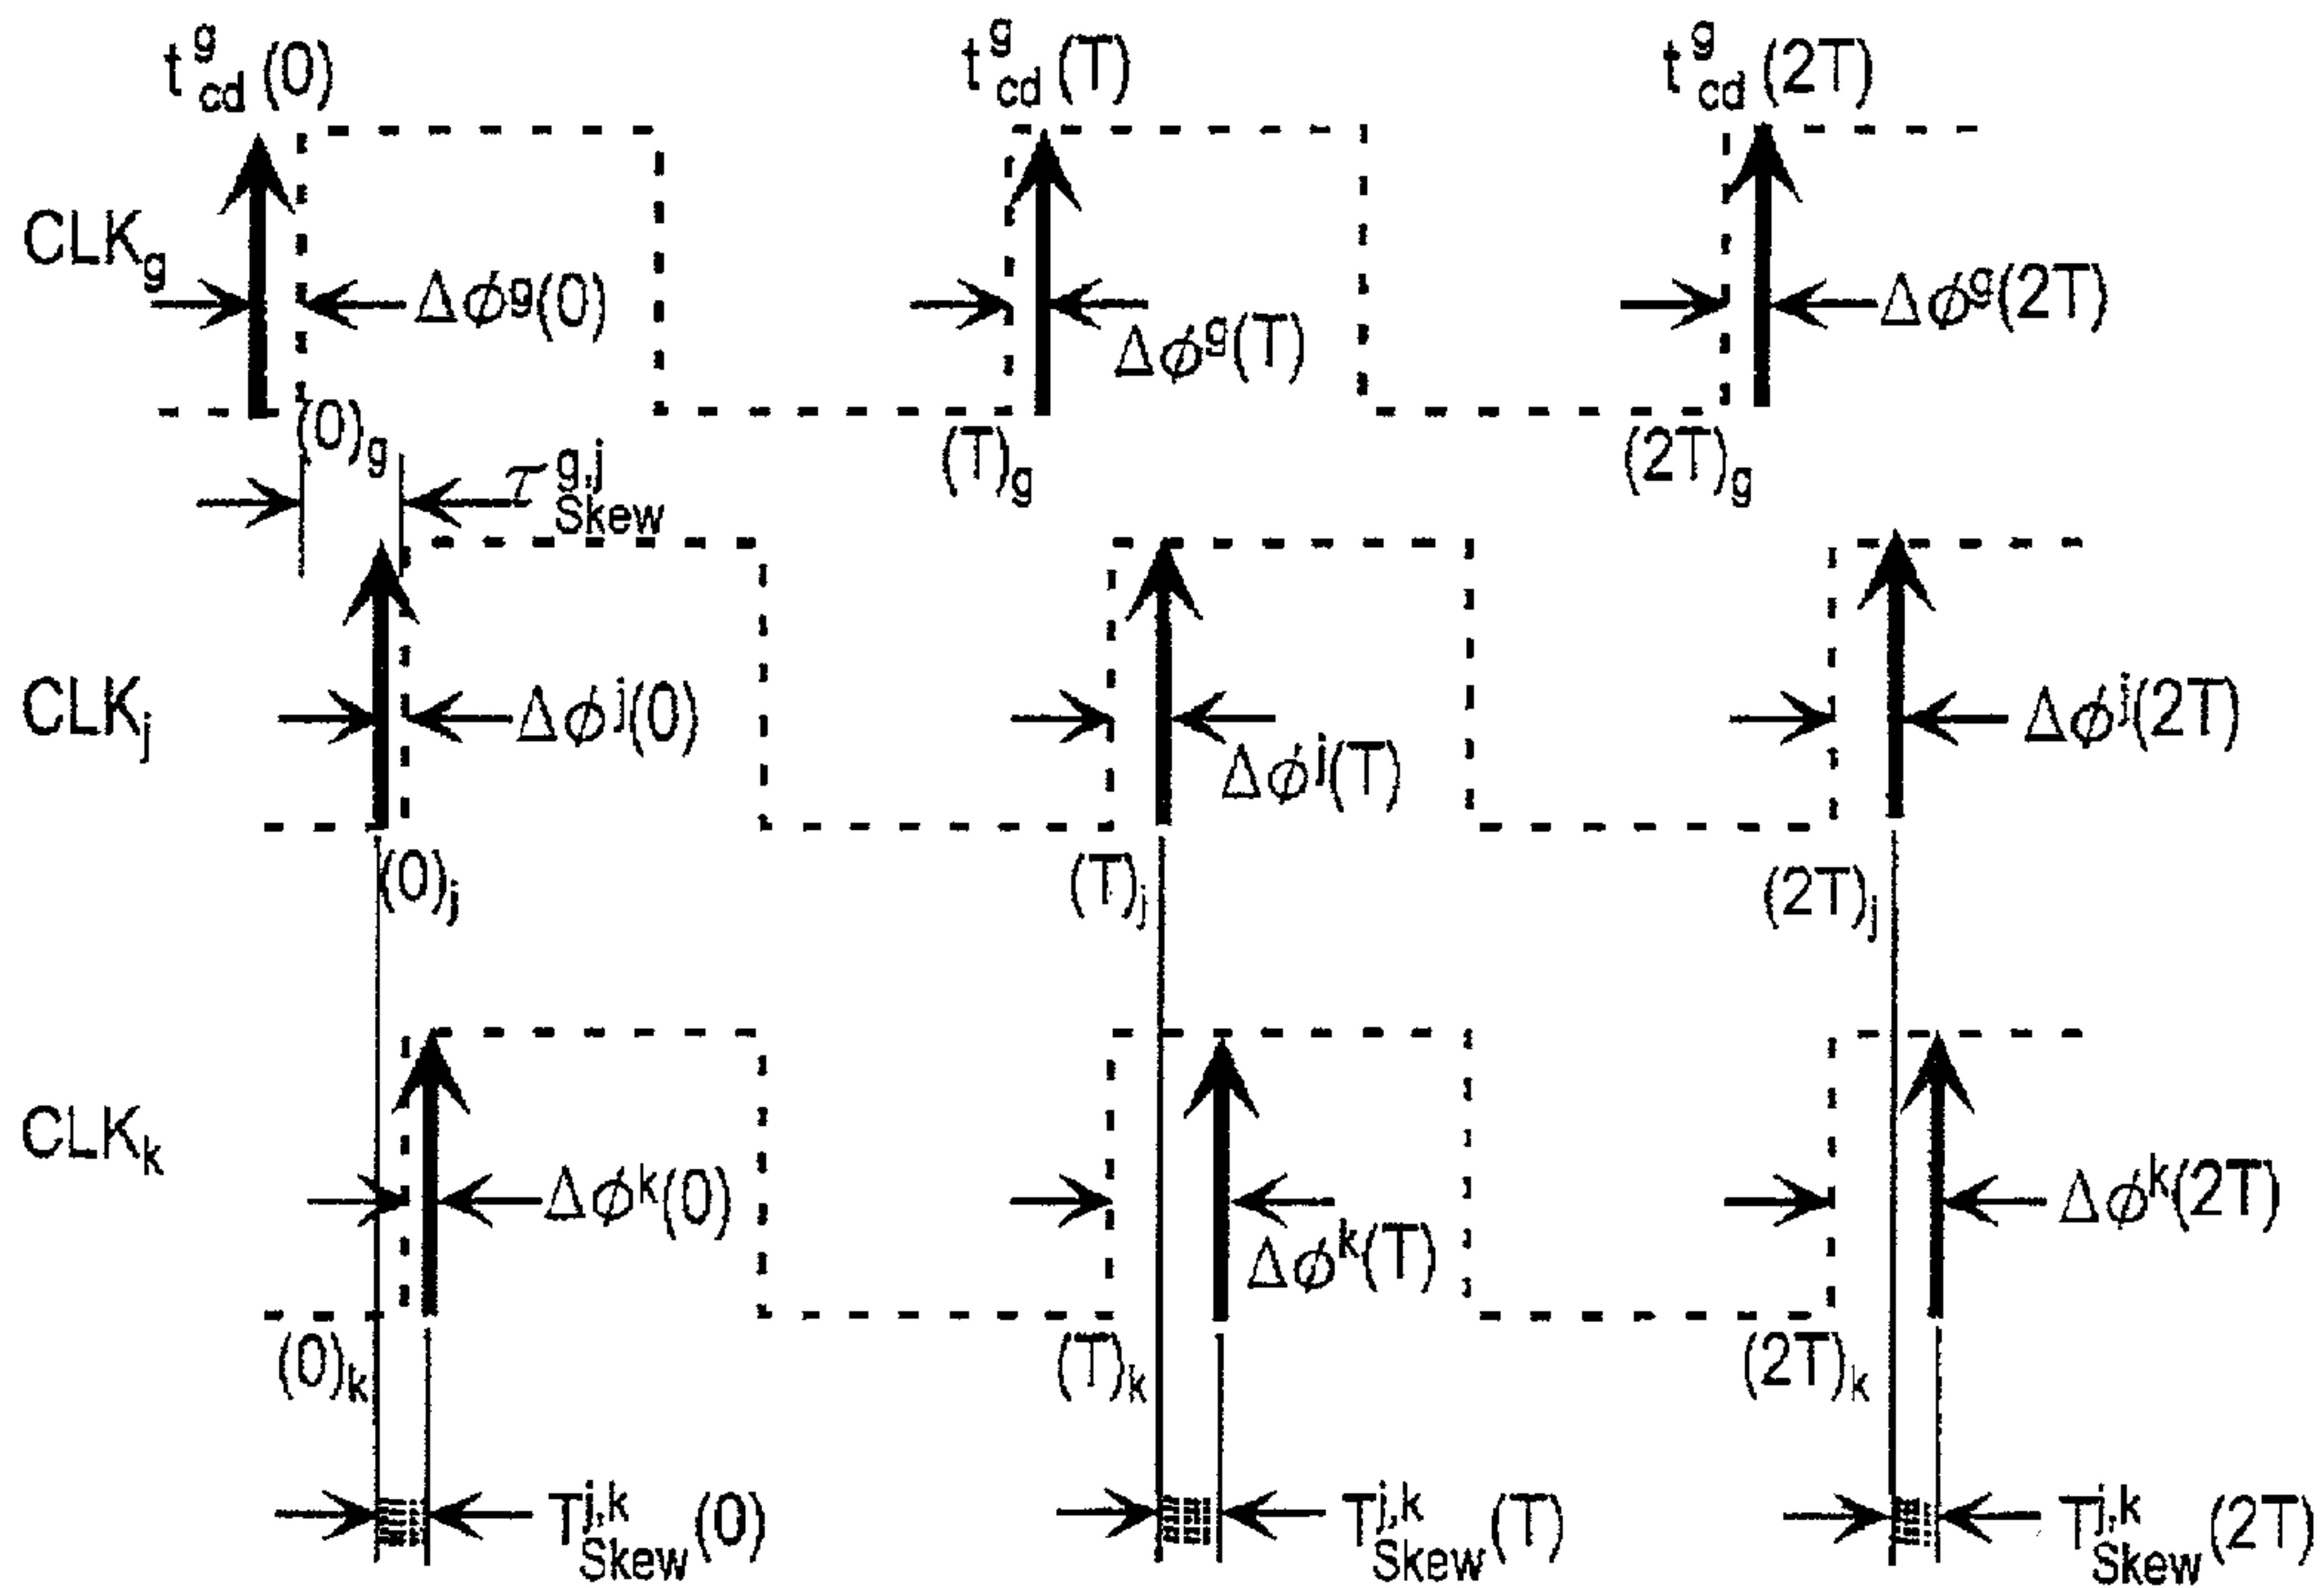 t^g_cd(0) t^g_cd(T) t^g_cd(2T)
CLK_g
Δϕ^g(0) Δϕ^g(T) Δϕ^g(2T)
(0)_g (T)_g (2T)_g
τ^g,j_Skew
CLK_j
Δϕ^j(0) Δϕ^j(T) Δϕ^j(2T)
(0)_j (T)_j (2T)_j
CLK_k
Δϕ^k(0) Δϕ^k(T) Δϕ^k(2T)
(0)_k (T)_k (2T)_k
T^j,k_Skew(0) T^j,k_Skew(T) T^j,k_Skew(2T)